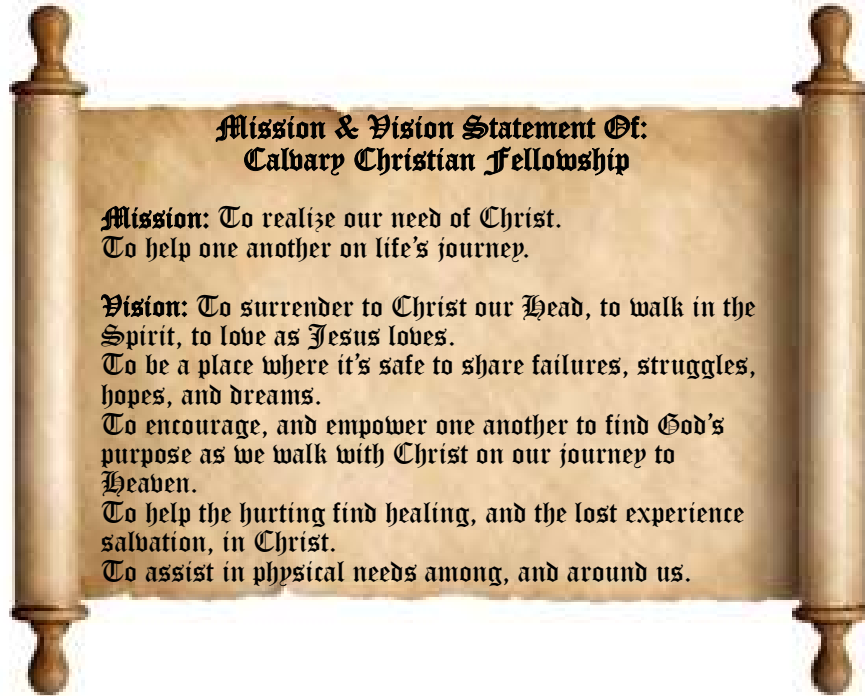 Mission & Vision Statement Of:
Calvary Christian Fellowship
Mission: To realize our need of Christ.
To help one another on life's journey.
Vision: To surrender to Christ our Head, to walk in the
Spirit, to love as Jesus loves.
To be a place where it's safe to share failures, struggles,
hopes, and dreams.
To encourage, and empower one another to find God's
purpose as we walk with Christ on our journey to
Heaven.
To help the hurting find healing, and the lost experience
salvation, in Christ.
To assist in physical needs among, and around us.